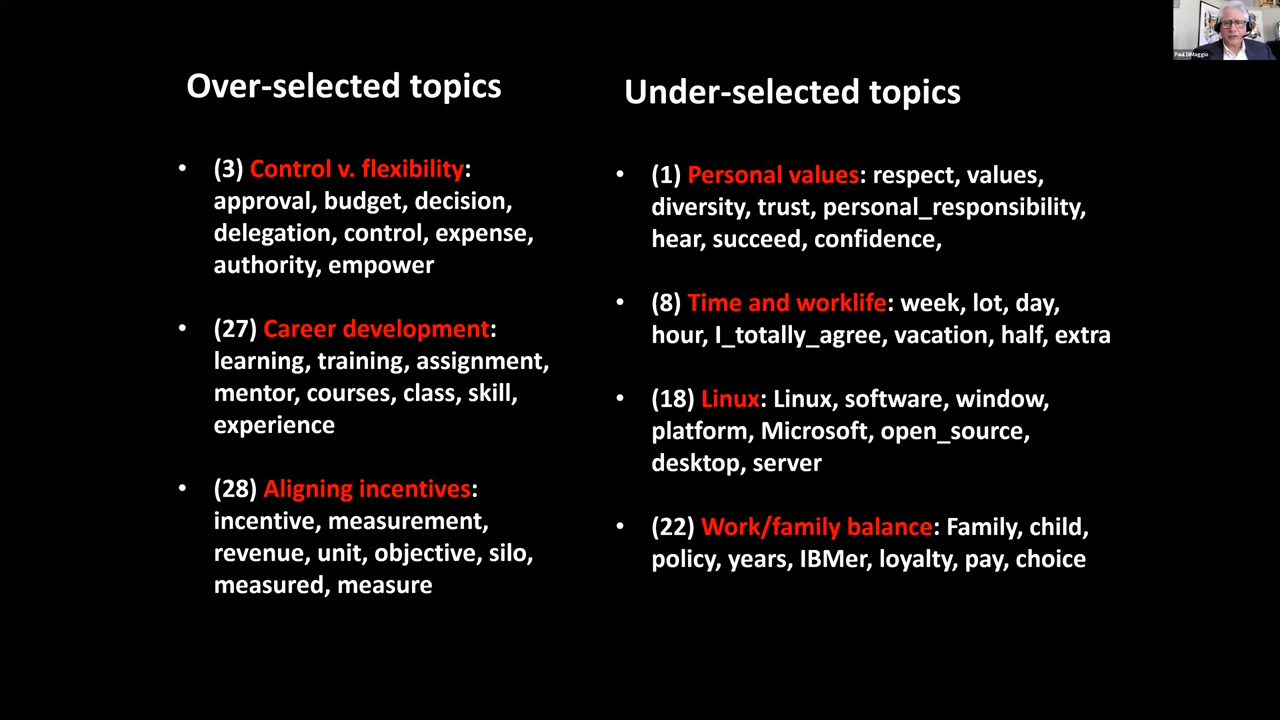 Over-selected topics
• (3) Control v. flexibility:
approval, budget, decision,
delegation, control, expense,
authority, empower
• (27) Career development:
learning, training, assignment,
mentor, courses, class, skill,
experience
• (28) Aligning incentives:
incentive, measurement,
revenue, unit, objective, silo,
measured, measure
Under-selected topics
• (1) Personal values: respect, values,
diversity, trust, personal_responsibility,
hear, succeed, confidence,
• (8) Time and worklife: week, lot, day,
hour, I_totally_agree, vacation, half, extra
• (18) Linux: Linux, software, window,
platform, Microsoft, open_source,
desktop, server
• (22) Work/family balance: Family, child,
policy, years, IBMer, loyalty, pay, choice
Paul DiMaggio